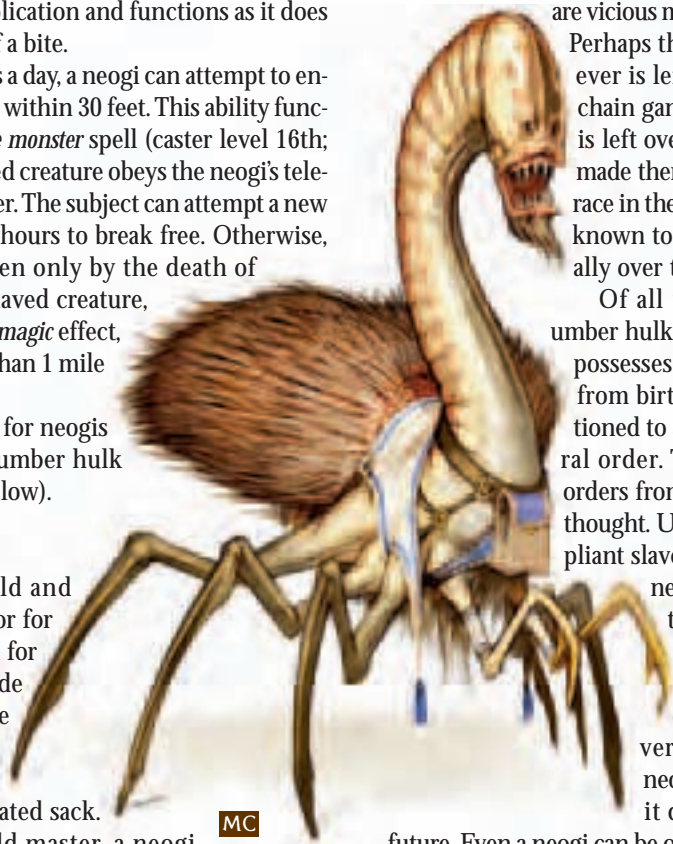 plication and functions as it does
f a bite.
s a day, a neogi can attempt to en-
within 30 feet. This ability func-
e monster spell (caster level 16th;
ed creature obeys the neogi's tele-
er. The subject can attempt a new
hours to break free. Otherwise,
en only by the death of
aved creature,
magic effect,
han 1 mile
for neogis
umber hulk
low).
ld and
or for
for
de
e
ated sack.
ld master, a neogi
MC
are vicious m
Perhaps th
ever is le
chain gan
is left ove
made the
race in the
known to
ally over t
Of all
umber hulk
possesses
from birt
tioned to
ral order. T
orders from
thought. U
pliant slav
ne
t
ver
neo
it c
future. Even a neogi can be o